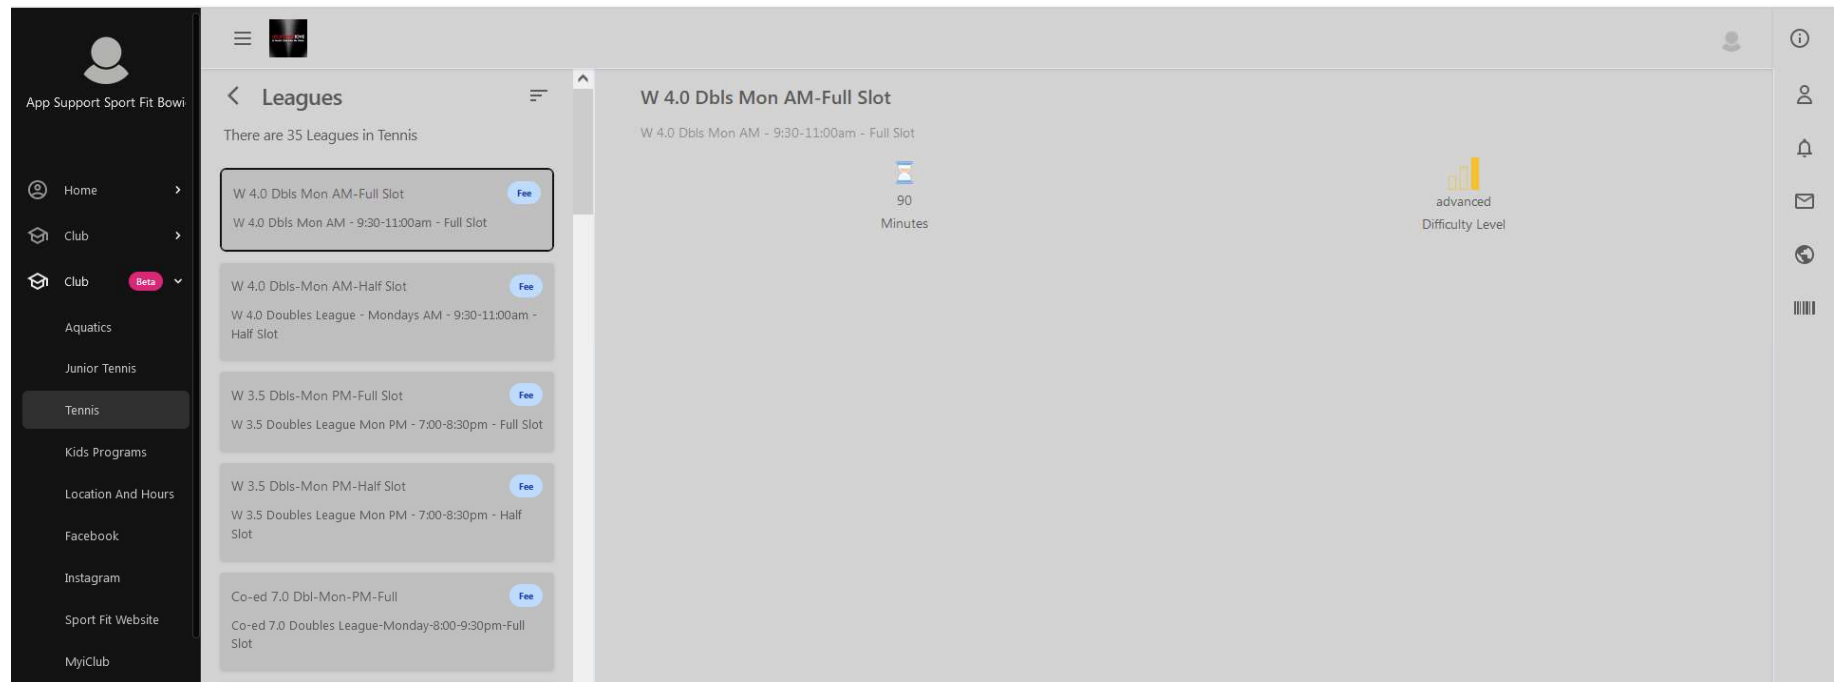 App Support Sport Fit Bowi
Home
Club
Club
Beta
Aquatics
Junior Tennis
Tennis
Kids Programs
Location And Hours
Facebook
Instagram
Sport Fit Website
MyiClub
Leagues
There are 35 Leagues in Tennis
W 4.0 Dbls Mon AM-Full Slot
Fee
W 4.0 Dbls Mon AM - 9:30-11:00am - Full Slot
W 4.0 Dbls-Mon AM-Half Slot
Fee
W 4.0 Doubles League - Mondays AM - 9:30-11:00am -
Half Slot
W 3.5 Dbls-Mon PM-Full Slot
Fee
W 3.5 Doubles League Mon PM - 7:00-8:30pm - Full Slot
W 3.5 Dbls-Mon PM-Half Slot
Fee
W 3.5 Doubles League Mon PM - 7:00-8:30pm - Half
Slot
Co-ed 7.0 Dbl-Mon-PM-Full
Fee
Co-ed 7.0 Doubles League-Monday-8:00-9:30pm-Full
Slot
W 4.0 Dbls Mon AM-Full Slot
W 4.0 Dbls Mon AM - 9:30-11:00am - Full Slot
90
Minutes
advanced
Difficulty Level